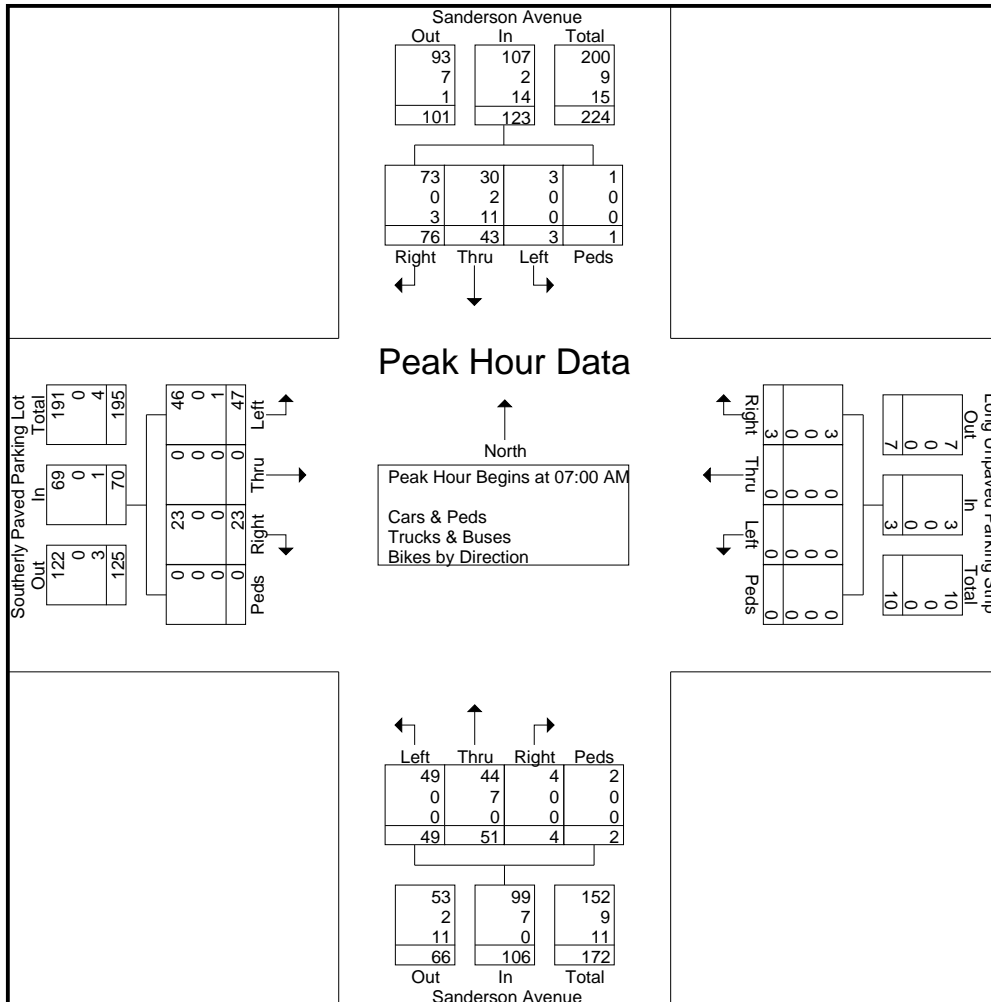 Sanderson Avenue
Out In Total
93 107 200
7 2 9
1 14 15
101 123 224
73 30 3 1
0 2 0 0
3 11 0 0
76 43 3 1
Right Thru Left Peds
Peak Hour Data
North
Peak Hour Begins at 07:00 AM
Cars & Peds
Trucks & Buses
Bikes by Direction
Southerly Paved Parking Lot
Out In Total
122 69 191
0 0 0
3 1 4
125 70 195
46 0 1 47
0 0 0 0
23 0 0 23
0 0 0 0
Left
Thru
Right
Peds
Long Unpaved Parking Strip
Out In Total
7 3 10
0 0 0
0 0 0
7 3 10
Right Thru Left Peds
3 0 0 0
0 0 0 0
0 0 0 0
3 0 0 0
Left Thru Right Peds
49 44 4 2
0 7 0 0
0 0 0 0
49 51 4 2
53 99 152
2 7 9
11 0 11
66 106 172
Out In Total
Sanderson Avenue